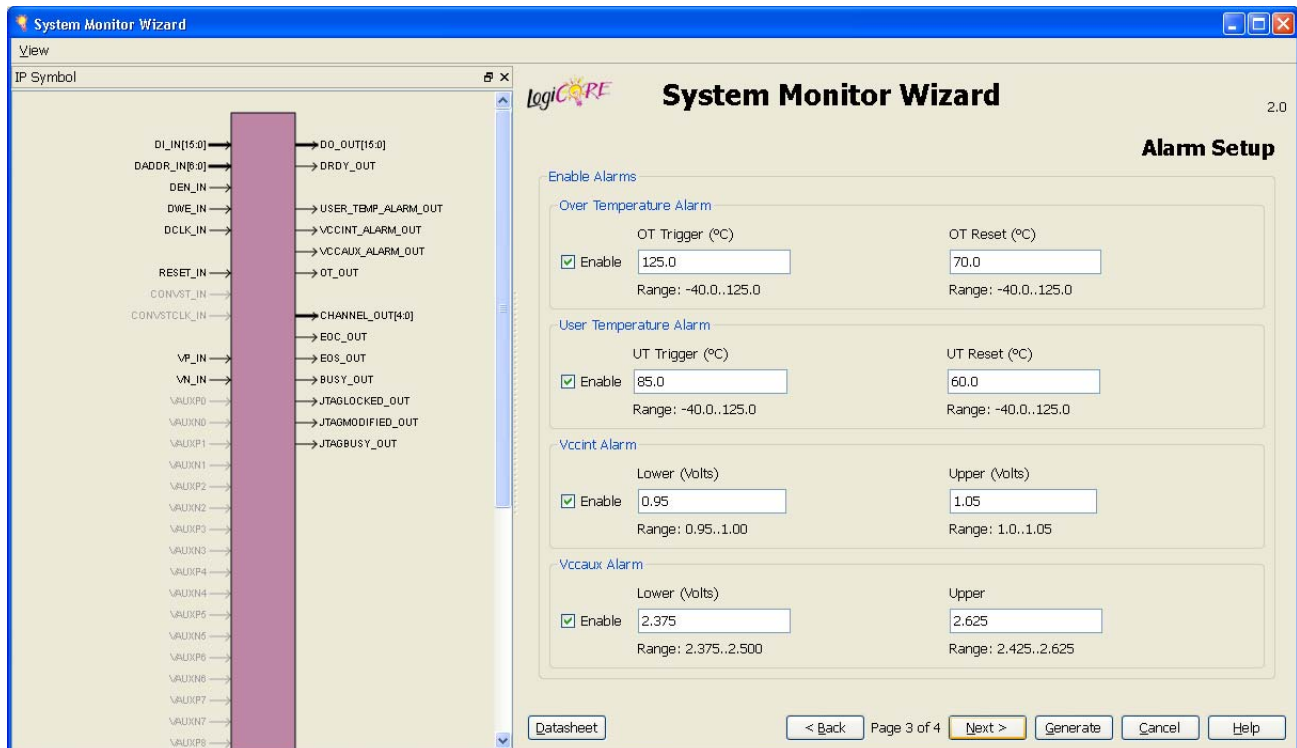 System Monitor Wizard
View
IP Symbol
DI_IN[15:0]
DADDR_IN[6:0]
DEN_IN
DWE_IN
DCLK_IN
RESET_IN
CONVST_IN
CONVSTCLK_IN
VP_IN
VN_IN
VAUXP0
VAUXN0
VAUXP1
VAUXN1
VAUXP2
VAUXN2
VAUXP3
VAUXN3
VAUXP4
VAUXN4
VAUXP5
VAUXN5
VAUXP6
VAUXN6
VAUXP7
VAUXN7
VAUXP8
DO_OUT[15:0]
DRDY_OUT
USER_TEMP_ALARM_OUT
VCCINT_ALARM_OUT
VCCAUX_ALARM_OUT
OT_OUT
CHANNEL_OUT[4:0]
EOC_OUT
EOS_OUT
BUSY_OUT
JTAGLOCKED_OUT
JTAGMODIFIED_OUT
JTAGBUSY_OUT
LogiCORE
System Monitor Wizard
2.0
Alarm Setup
Enable Alarms
Over Temperature Alarm
OT Trigger (ºC) OT Reset (ºC)
Enable 125.0 70.0
Range: -40.0..125.0 Range: -40.0..125.0
User Temperature Alarm
UT Trigger (ºC) UT Reset (ºC)
Enable 85.0 60.0
Range: -40.0..125.0 Range: -40.0..125.0
Vccint Alarm
Lower (Volts) Upper (Volts)
Enable 0.95 1.05
Range: 0.95..1.00 Range: 1.0..1.05
Vccaux Alarm
Lower (Volts) Upper
Enable 2.375 2.625
Range: 2.375..2.500 Range: 2.425..2.625
Datasheet < Back Page 3 of 4 Next > Generate Cancel Help